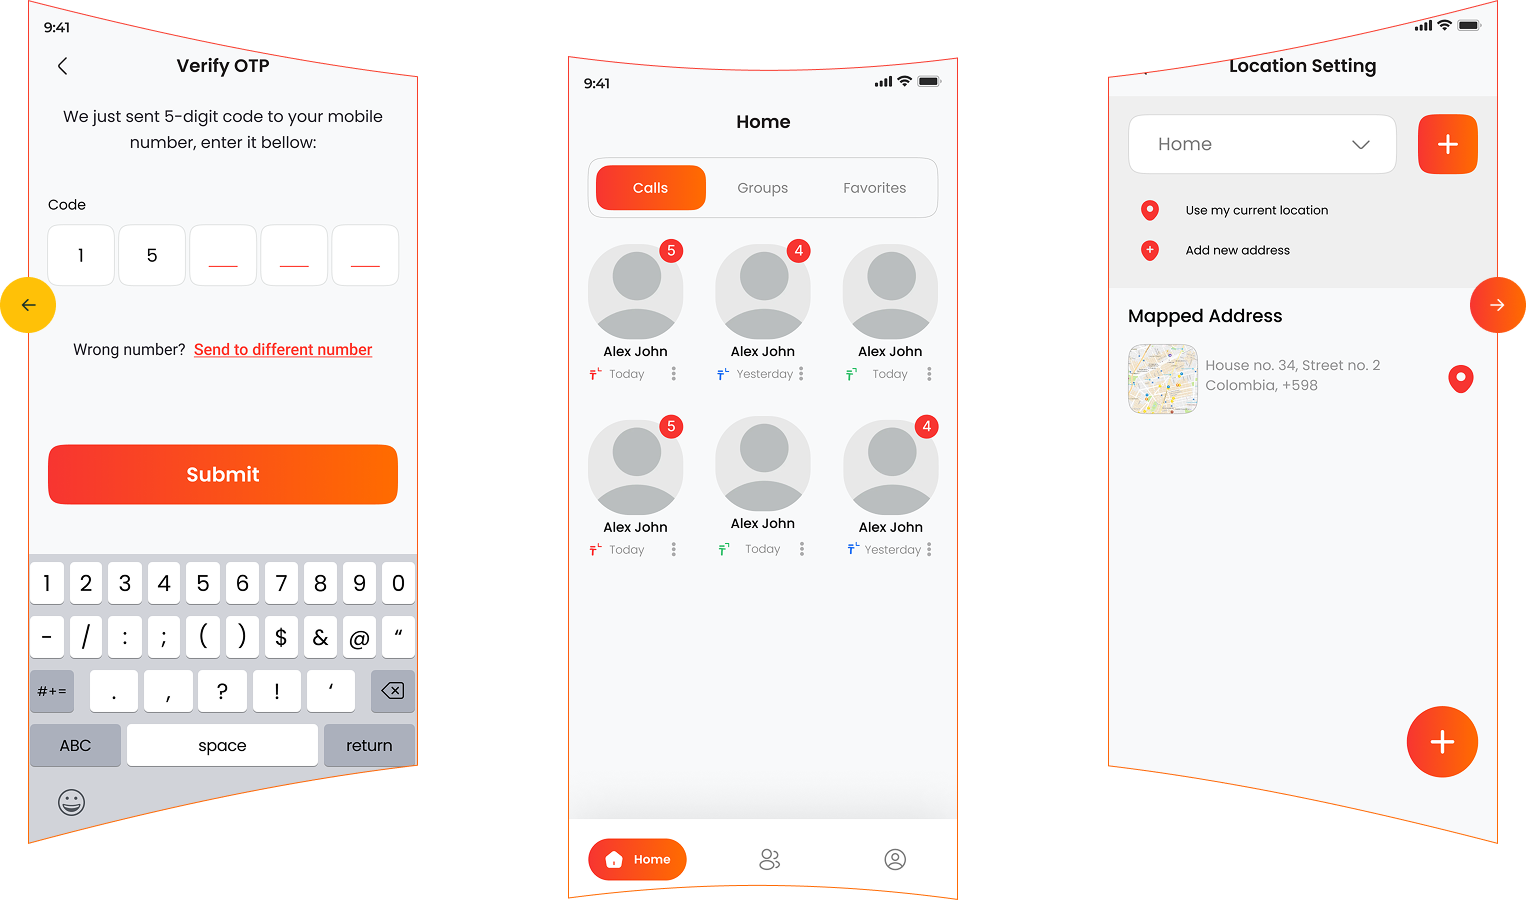 9:41
Verify OTP
We just sent 5-digit code to your mobile
number, enter it bellow:
Code
1 5
Wrong number? Send to different number
Submit
1 2 3 4 5 6 7 8 9 0
- / : ; ( ) $ & @ “
#+= . , ? ! ‘
ABC space return
9:41
Home
Calls Groups Favorites
5 4
Alex John Alex John Alex John
Today Yesterday Today
5 4
Alex John Alex John Alex John
Today Today Yesterday
Home
Location Setting
Home
Use my current location
Add new address
Mapped Address
House no. 34, Street no. 2
Colombia, +598